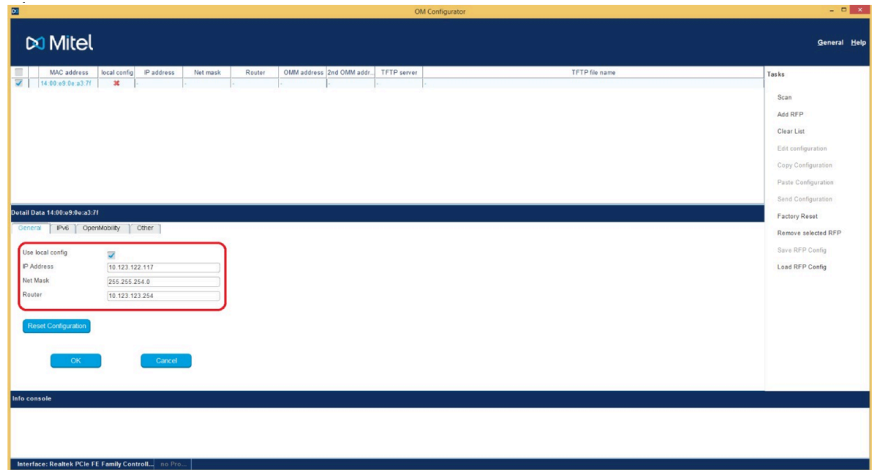 OM Configurator
Mitel
General Help
MAC address local config IP address Net mask Router OMM address 2nd OMM addr... TFTP server TFTP file name
14:00:e9:0e:a3:7f - - - - - - -
Tasks
Scan
Add RFP
Clear List
Edit configuration
Copy Configuration
Paste Configuration
Send Configuration
Factory Reset
Remove selected RFP
Save RFP Config
Load RFP Config
Detail Data 14:00:e9:0e:a3:7f
General IPv6 OpenMobility Other
Use local config
IP Address 10.123.122.117
Net Mask 255.255.254.0
Router 10.123.123.254
Reset Configuration
OK Cancel
Info console
Interface: Realtek PCIe FE Family Controll... no Pro...